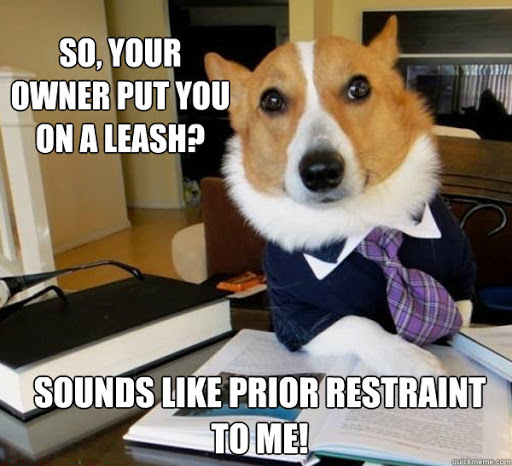 SO, YOUR
OWNER PUT YOU
ON A LEASH?
SOUNDS LIKE PRIOR RESTRAINT
TO ME!
quickmeme.com